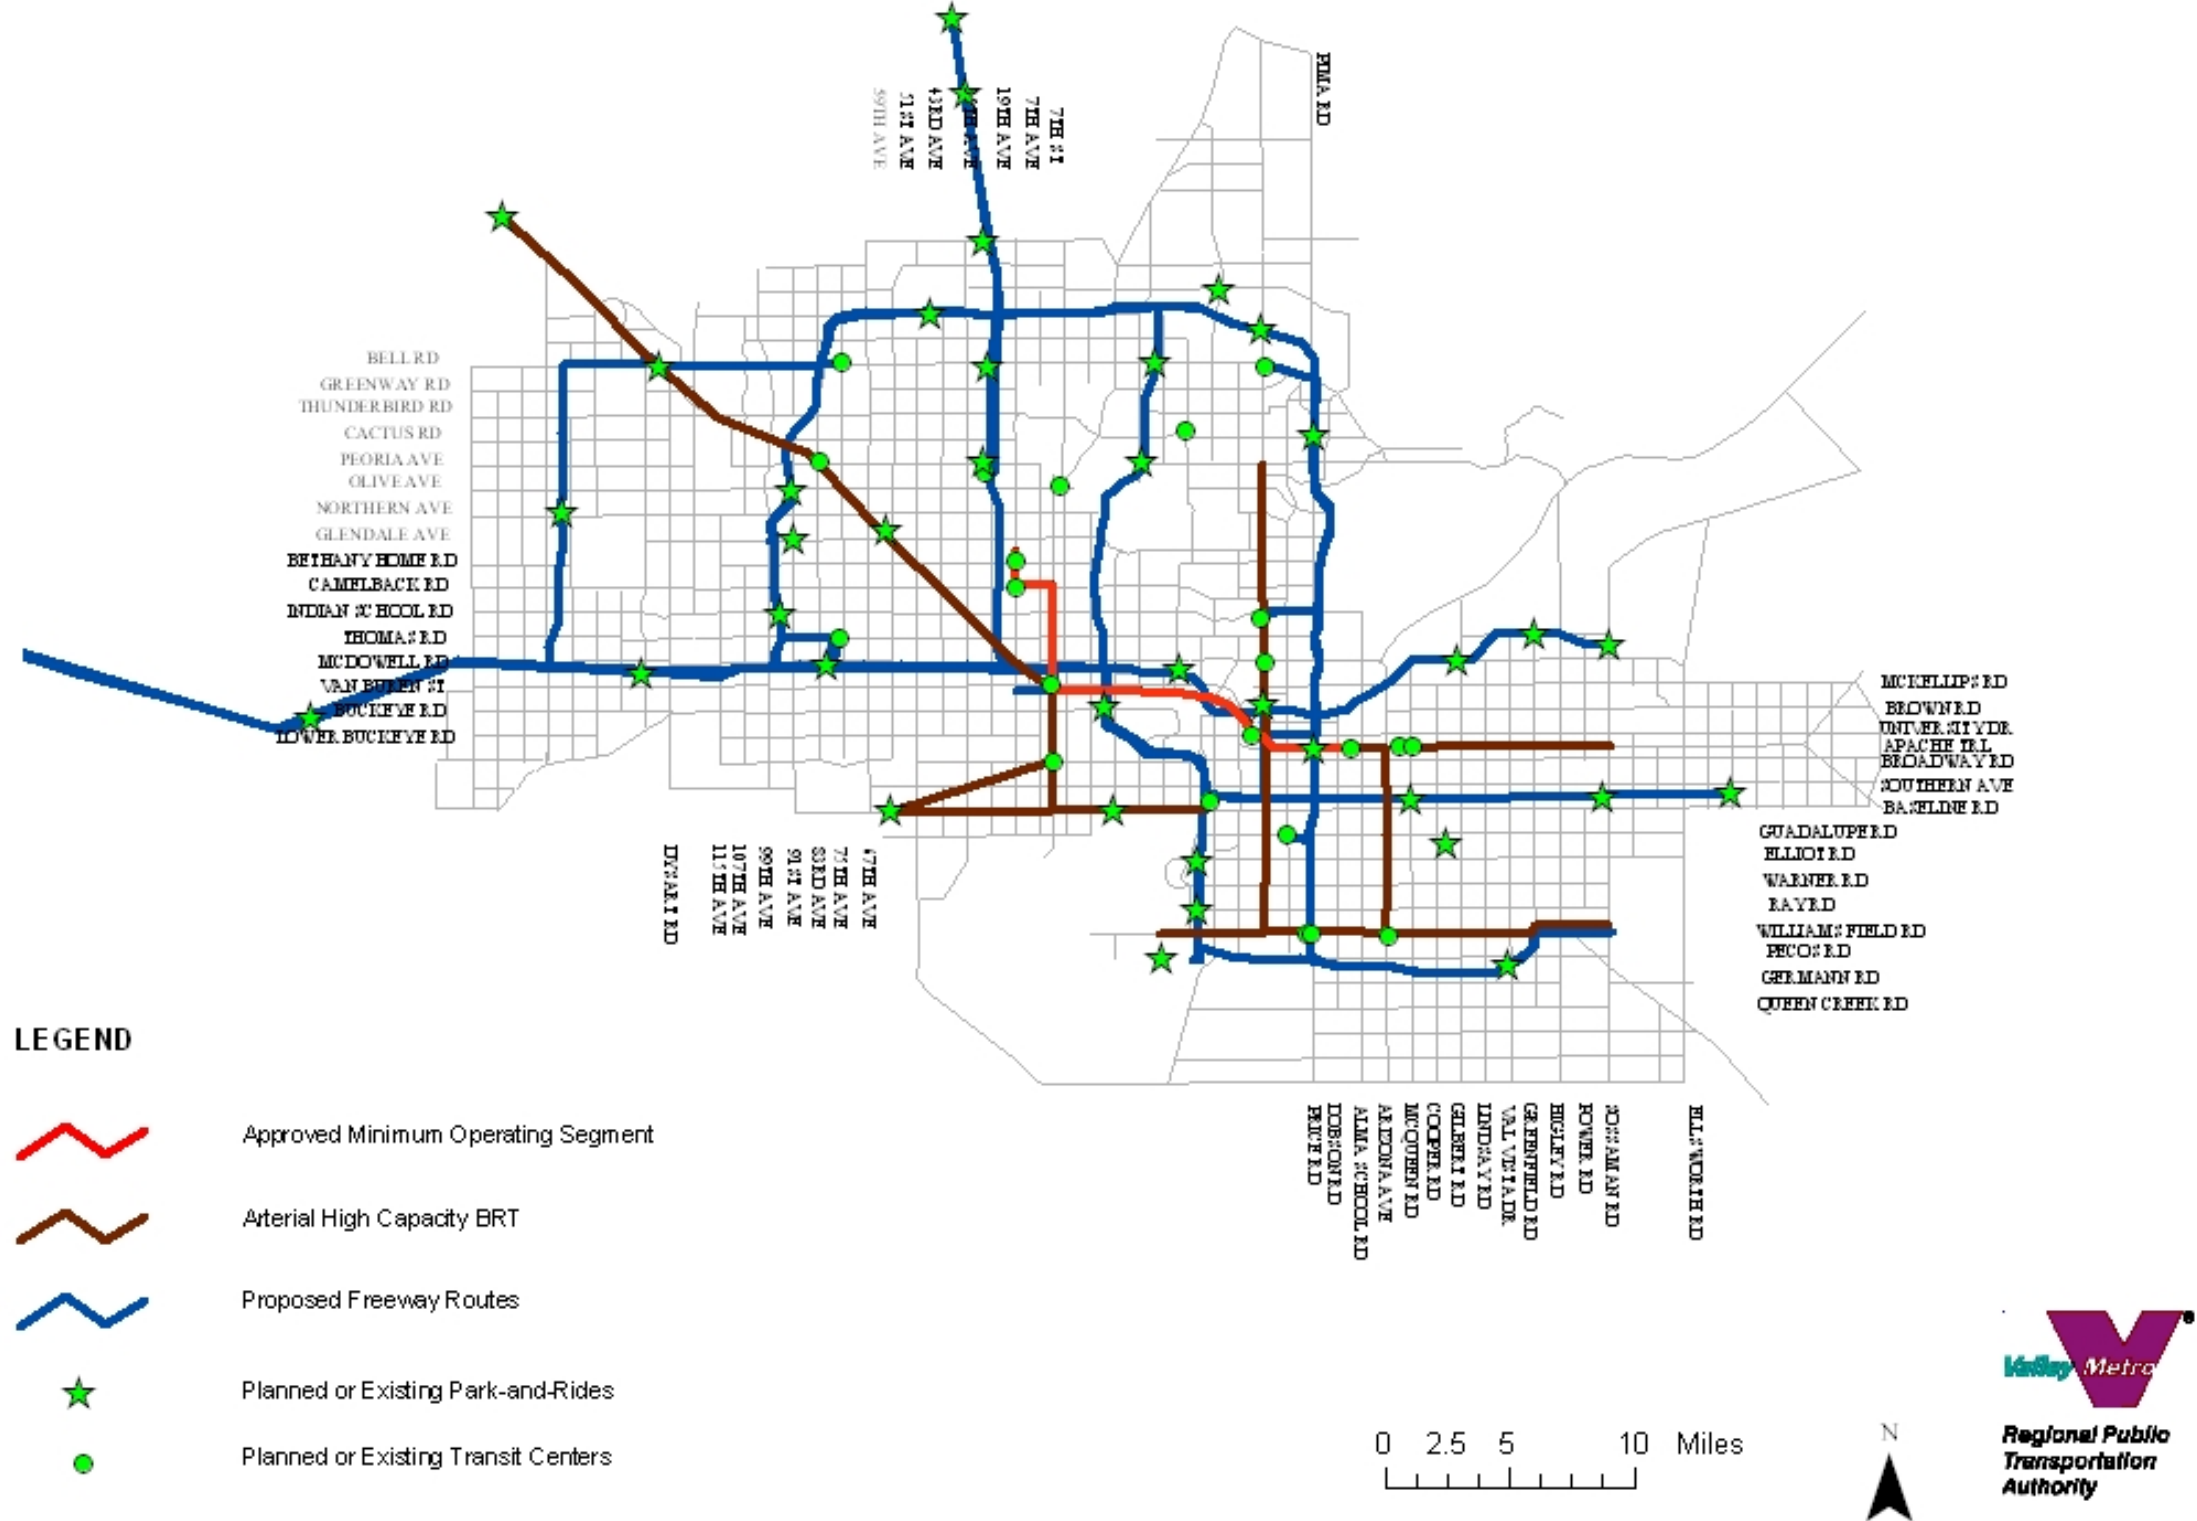 PIMA RD
59TH AVE
51ST AVE
43RD AVE
19TH AVE
7TH AVE
7TH ST
BELL RD
GREENWAY RD
THUNDERBIRD RD
CACTUS RD
PEORIA AVE
OLIVE AVE
NORTHERN AVE
GLENDALE AVE
BETHANY HOME RD
CAMELBACK RD
INDIAN SCHOOL RD
THOMAS RD
MCDOWELL RD
VAN BUREN ST
BUCKEYE RD
LOWER BUCKEYE RD
MCKELLIPS RD
BROWN RD
UNIVERSITY DR
APACHE TRL
BROADWAY RD
SOUTHERN AVE
BASELINE RD
GUADALUPE RD
ELLIOT RD
WARNER RD
RAY RD
WILLIAMS FIELD RD
PECOS RD
GERMANN RD
QUEEN CREEK RD
DYSART RD
115TH AVE
107TH AVE
99TH AVE
91ST AVE
83RD AVE
75TH AVE
67TH AVE
PRICE RD
DOBSON RD
ALMA SCHOOL RD
ARIZONA AVE
MCQUEEN RD
COOPER RD
GILBERT RD
LINDSAY RD
VAL VISTA DR
GREENFIELD RD
HIGLEY RD
POWER RD
SOSSAMAN RD
ELLSWORTH RD
LEGEND
Approved Minimum Operating Segment
Arterial High Capacity BRT
Proposed Freeway Routes
Planned or Existing Park-and-Rides
Planned or Existing Transit Centers
0 2.5 5 10 Miles
N
Valley Metro ®
Regional Public
Transportation
Authority